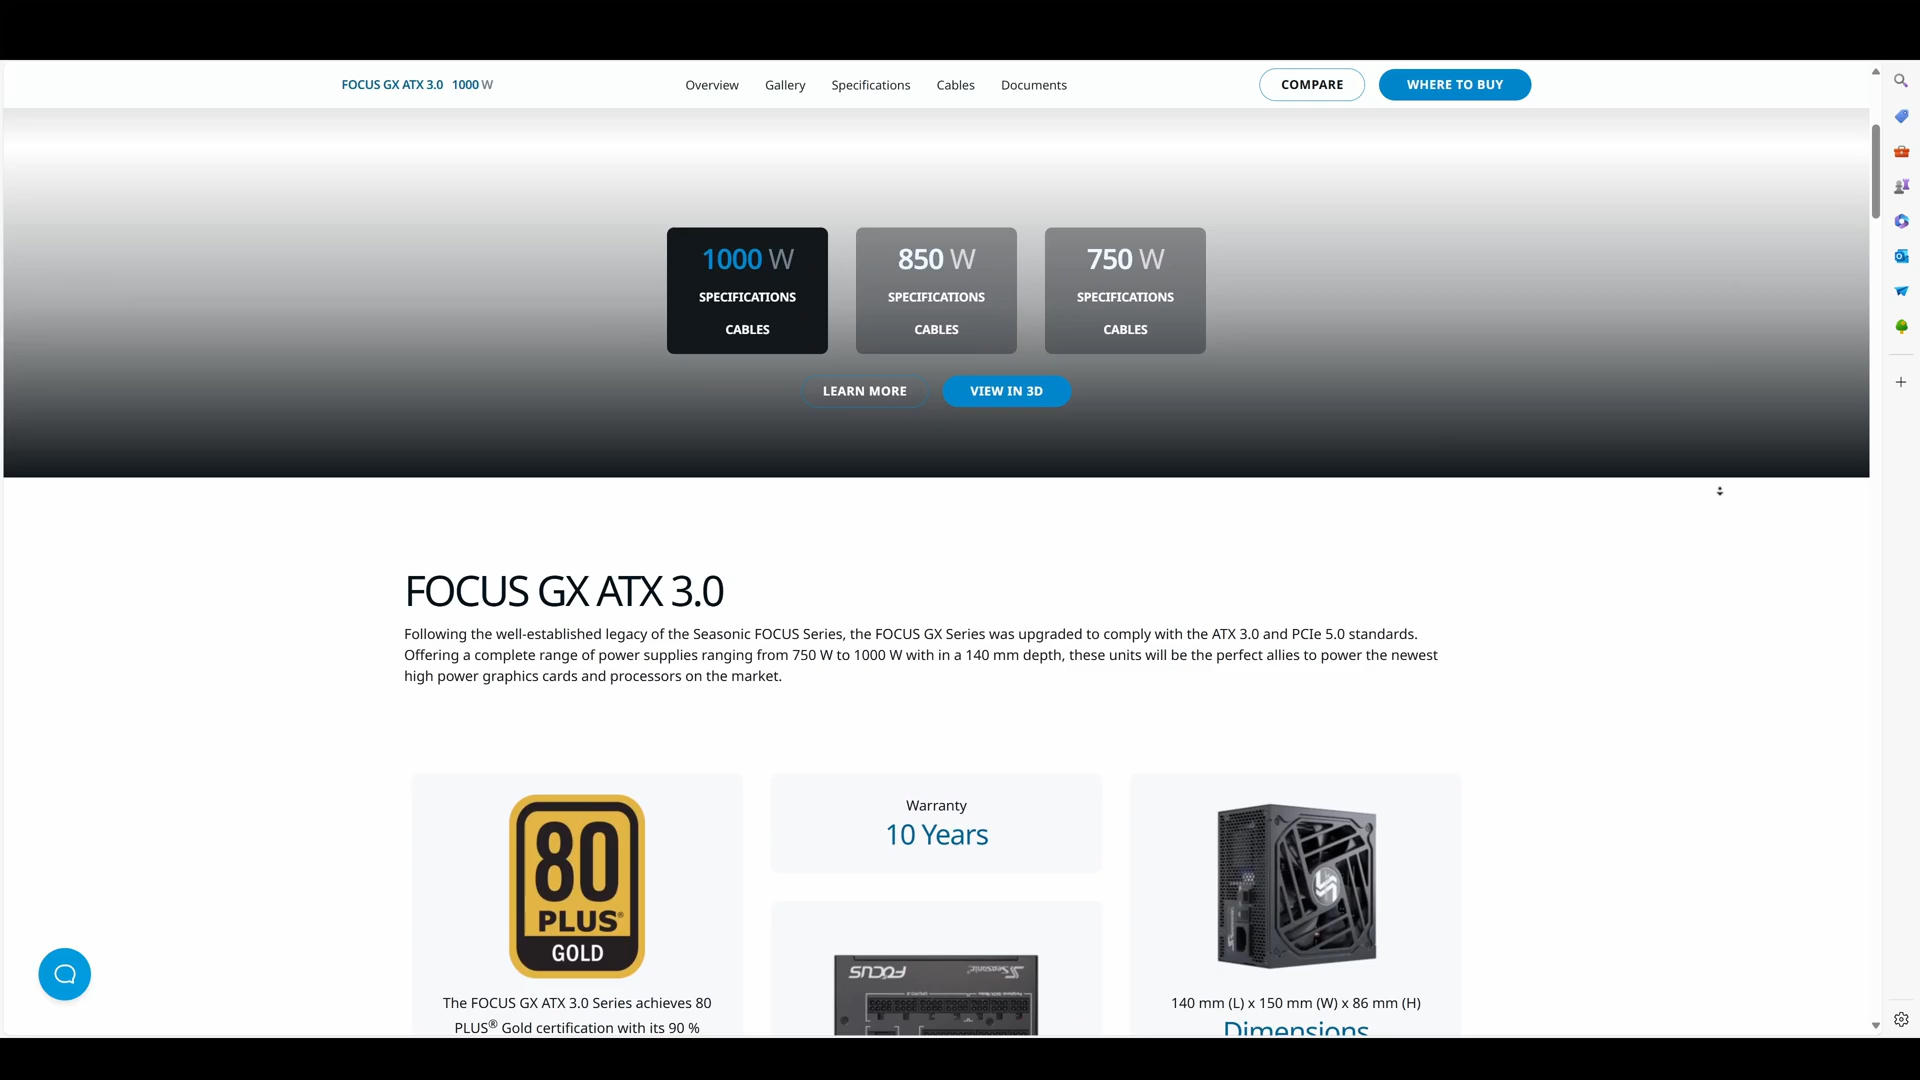 FOCUS GX ATX 3.0 1000 W
Overview Gallery Specifications Cables Documents
COMPARE WHERE TO BUY
1000 W
SPECIFICATIONS
CABLES
850 W
SPECIFICATIONS
CABLES
750 W
SPECIFICATIONS
CABLES
LEARN MORE VIEW IN 3D
FOCUS GX ATX 3.0
Following the well-established legacy of the Seasonic FOCUS Series, the FOCUS GX Series was upgraded to comply with the ATX 3.0 and PCIe 5.0 standards.
Offering a complete range of power supplies ranging from 750 W to 1000 W with in a 140 mm depth, these units will be the perfect allies to power the newest
high power graphics cards and processors on the market.
80
PLUS®
GOLD
The FOCUS GX ATX 3.0 Series achieves 80
PLUS® Gold certification with its 90 %
Warranty
10 Years
FOCUS Seasonic
140 mm (L) x 150 mm (W) x 86 mm (H)
Dimensions